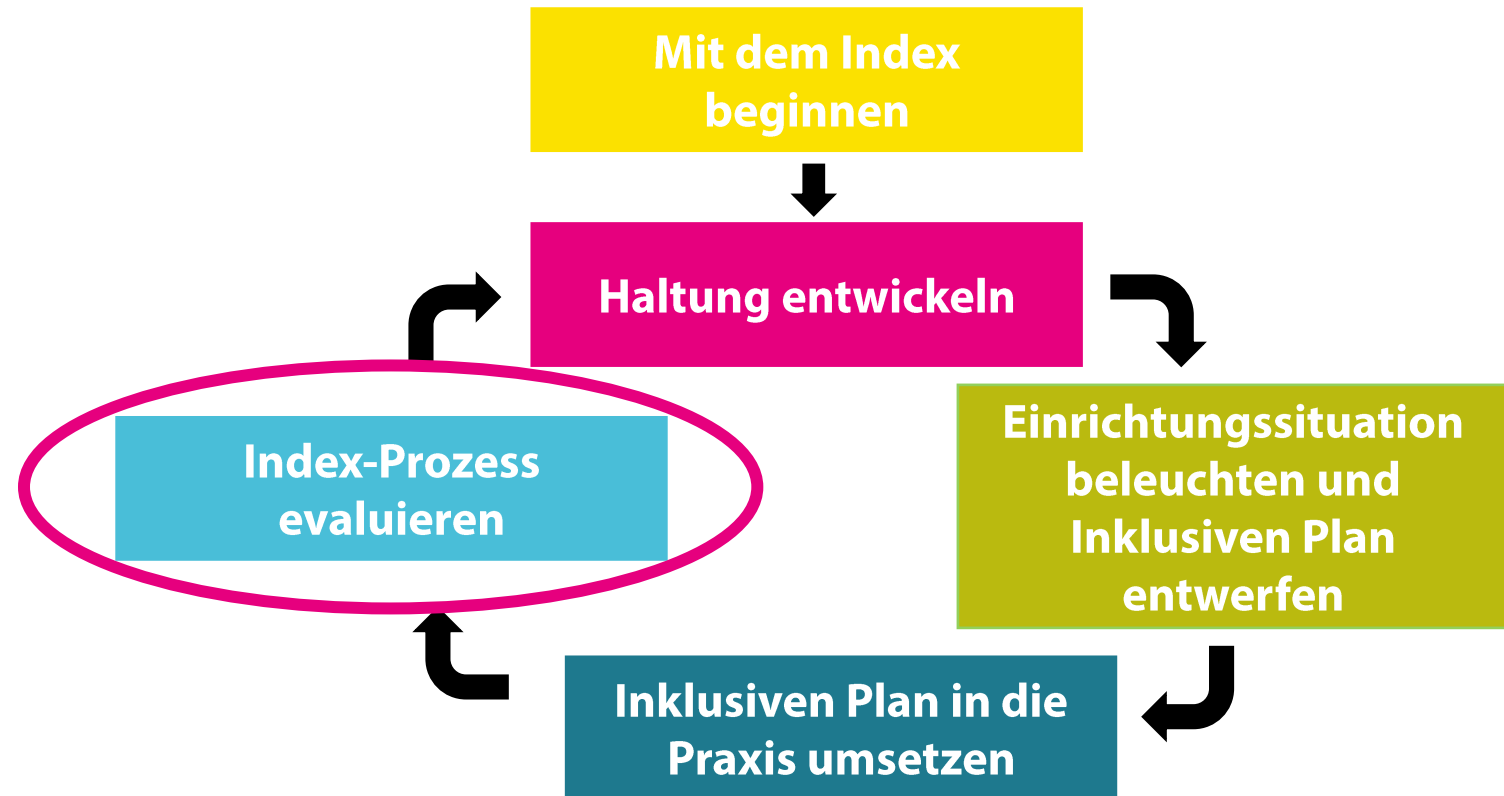 Mit dem Index
beginnen
Haltung entwickeln
Einrichtungssituation
beleuchten und
Inklusiven Plan
entwerfen
Inklusiven Plan in die
Praxis umsetzen
Index-Prozess
evaluieren